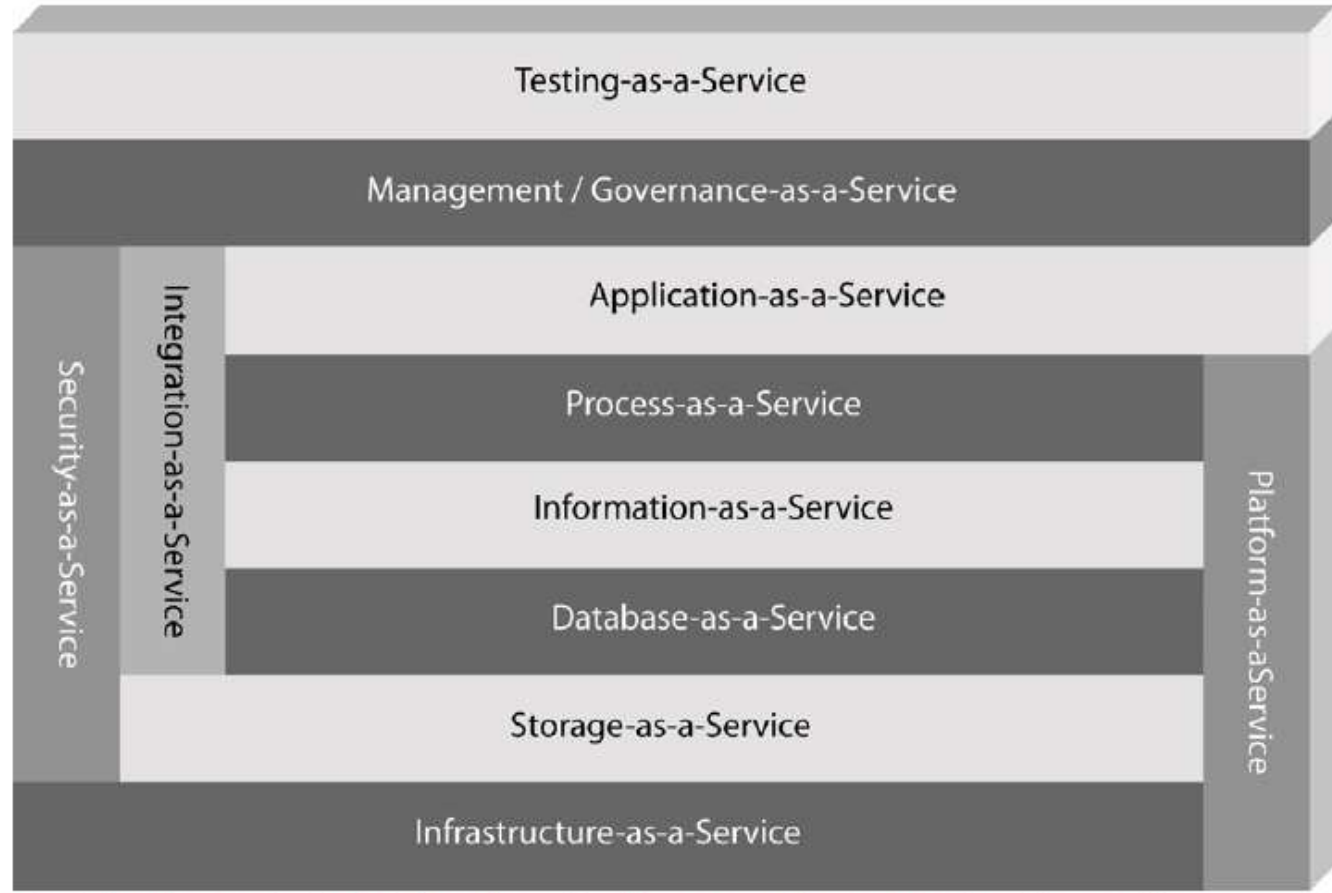 Testing-as-a-Service
Management / Governance-as-a-Service
Security-as-a-Service
Integration-as-a-Service
Application-as-a-Service
Process-as-a-Service
Information-as-a-Service
Database-as-a-Service
Storage-as-a-Service
Infrastructure-as-a-Service
Platform-as-aService